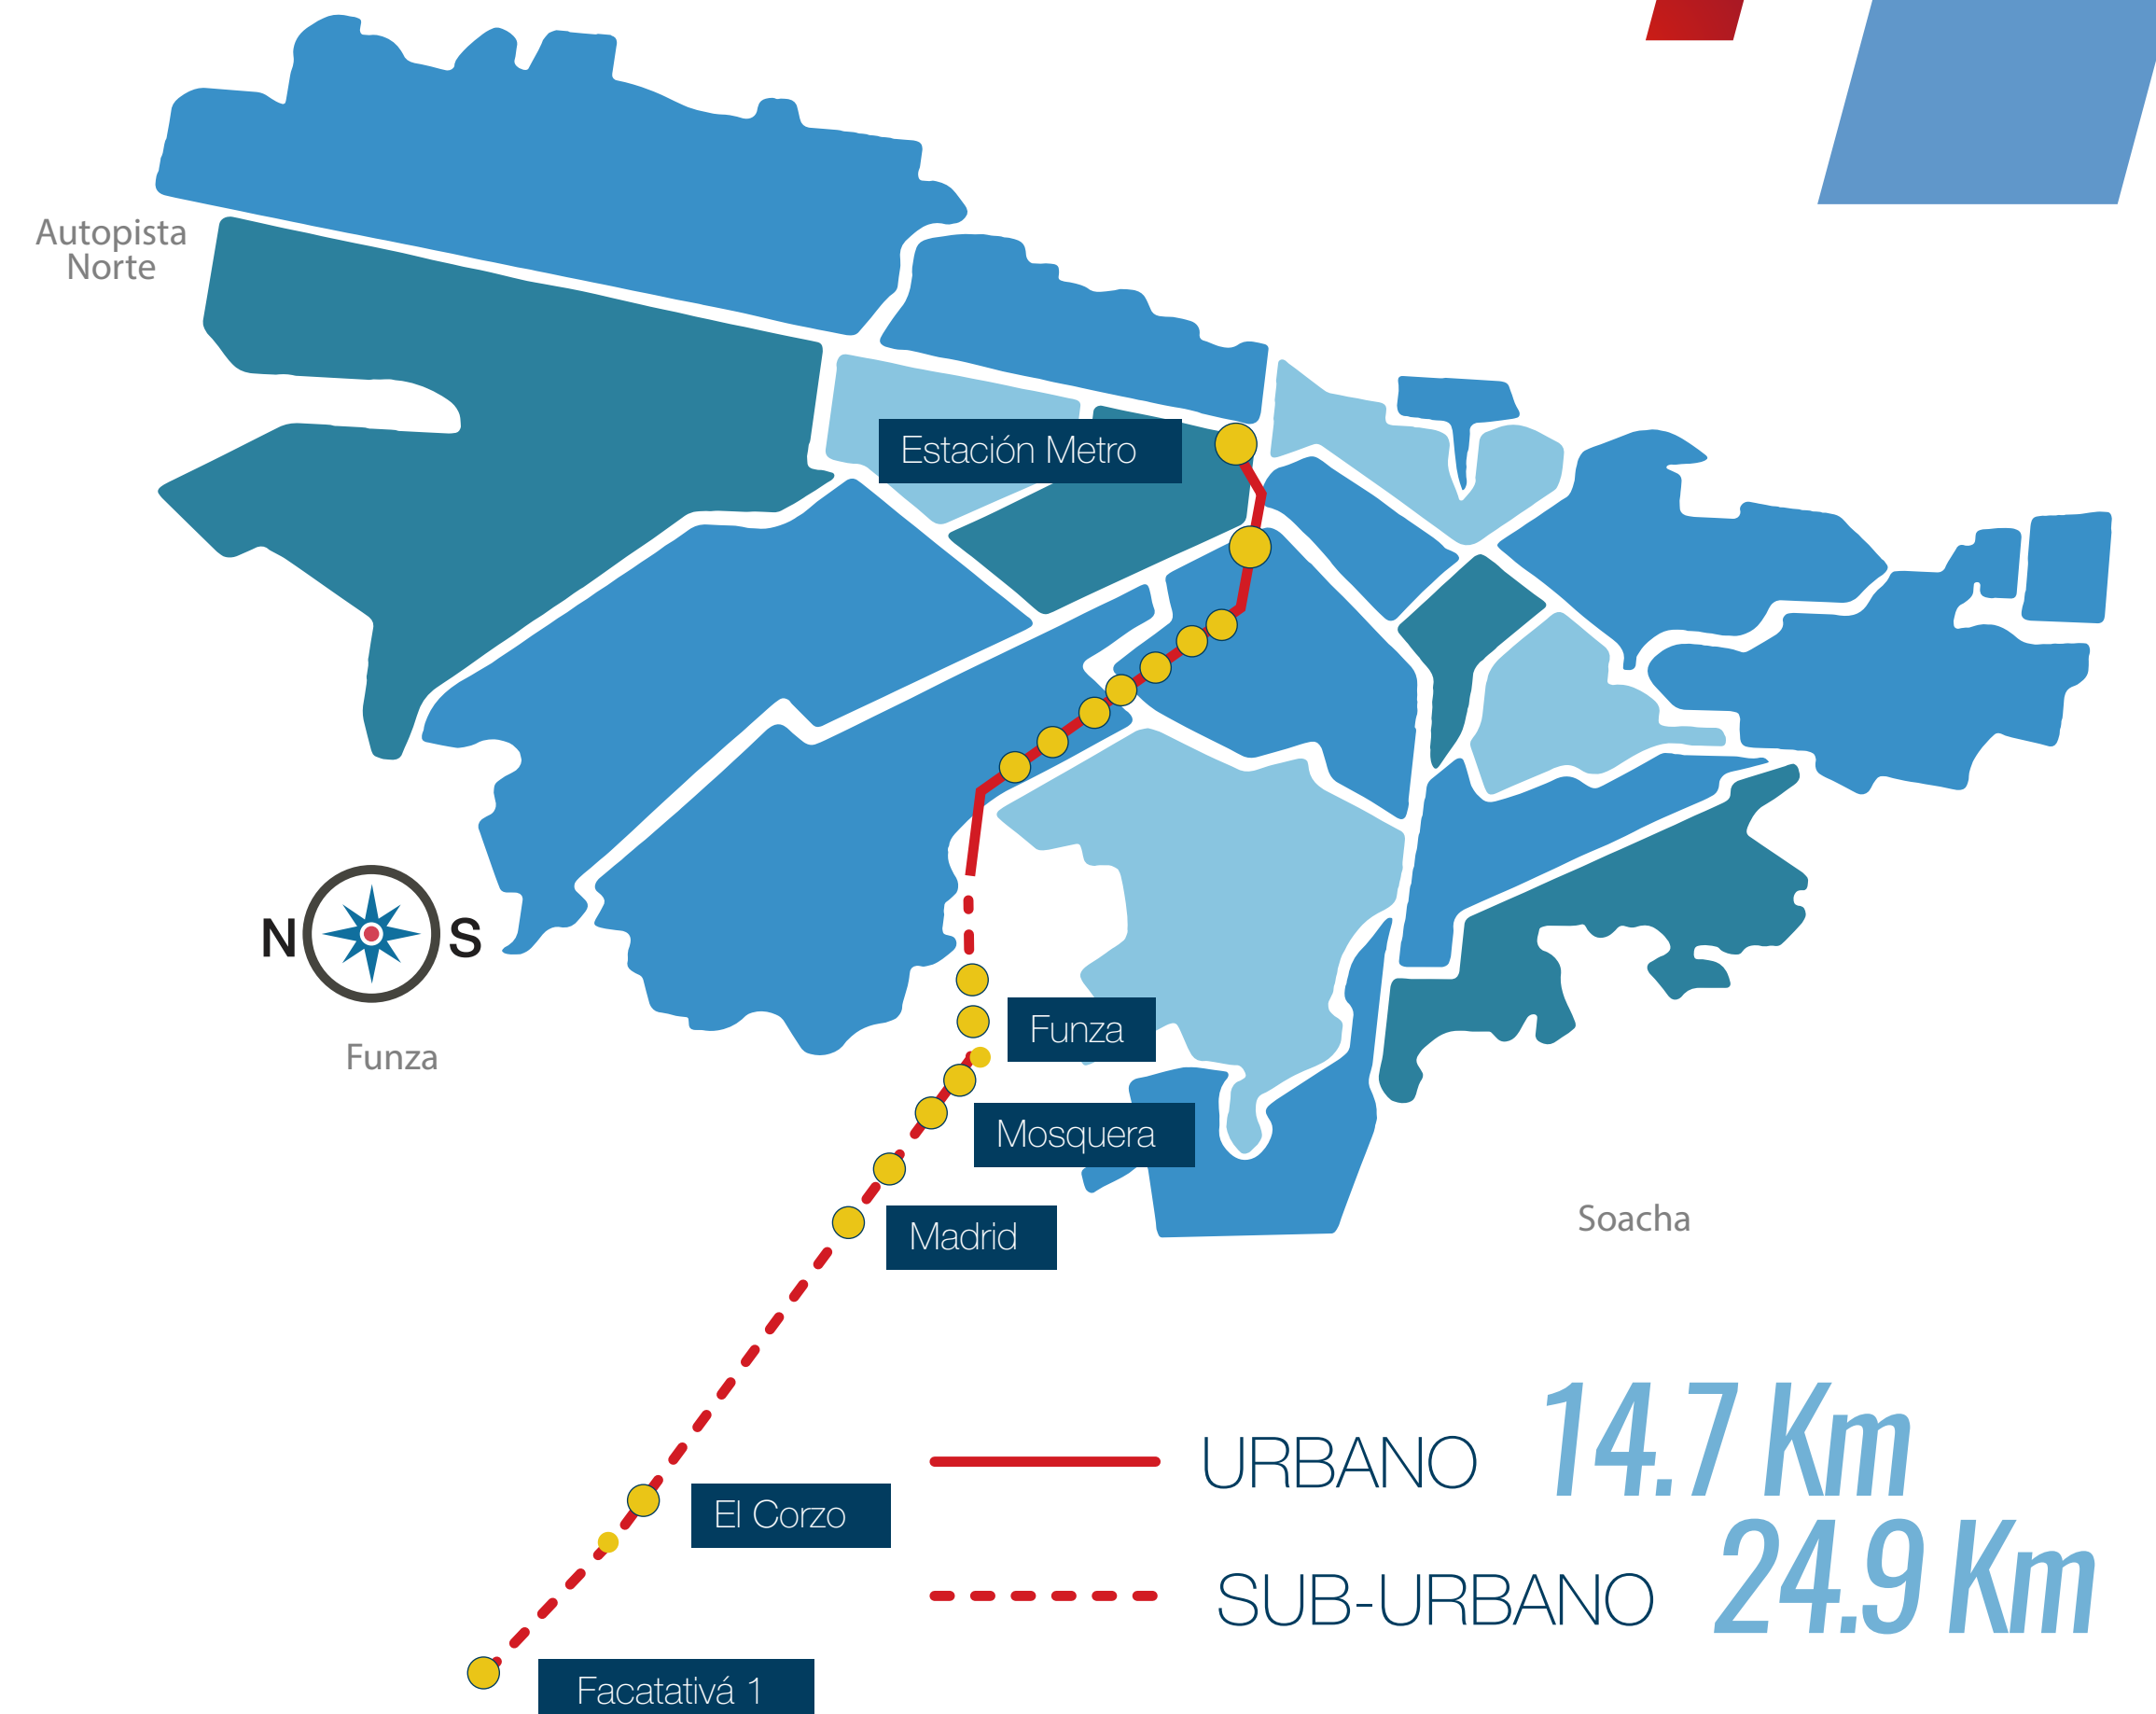 Autopista
Norte
Estación Metro
N
S
Funza
Funza
Mosquera
Madrid
Soacha
El Corzo
Facatativá 1
URBANO 14.7 Km
SUB-URBANO 24.9 Km